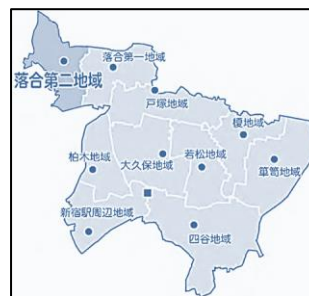 落合第一地域
落合第二地域
戸塚地域
榎地域
柏木地域
大久保地域
若松地域
箪笥地域
新宿駅周辺地域
四谷地域